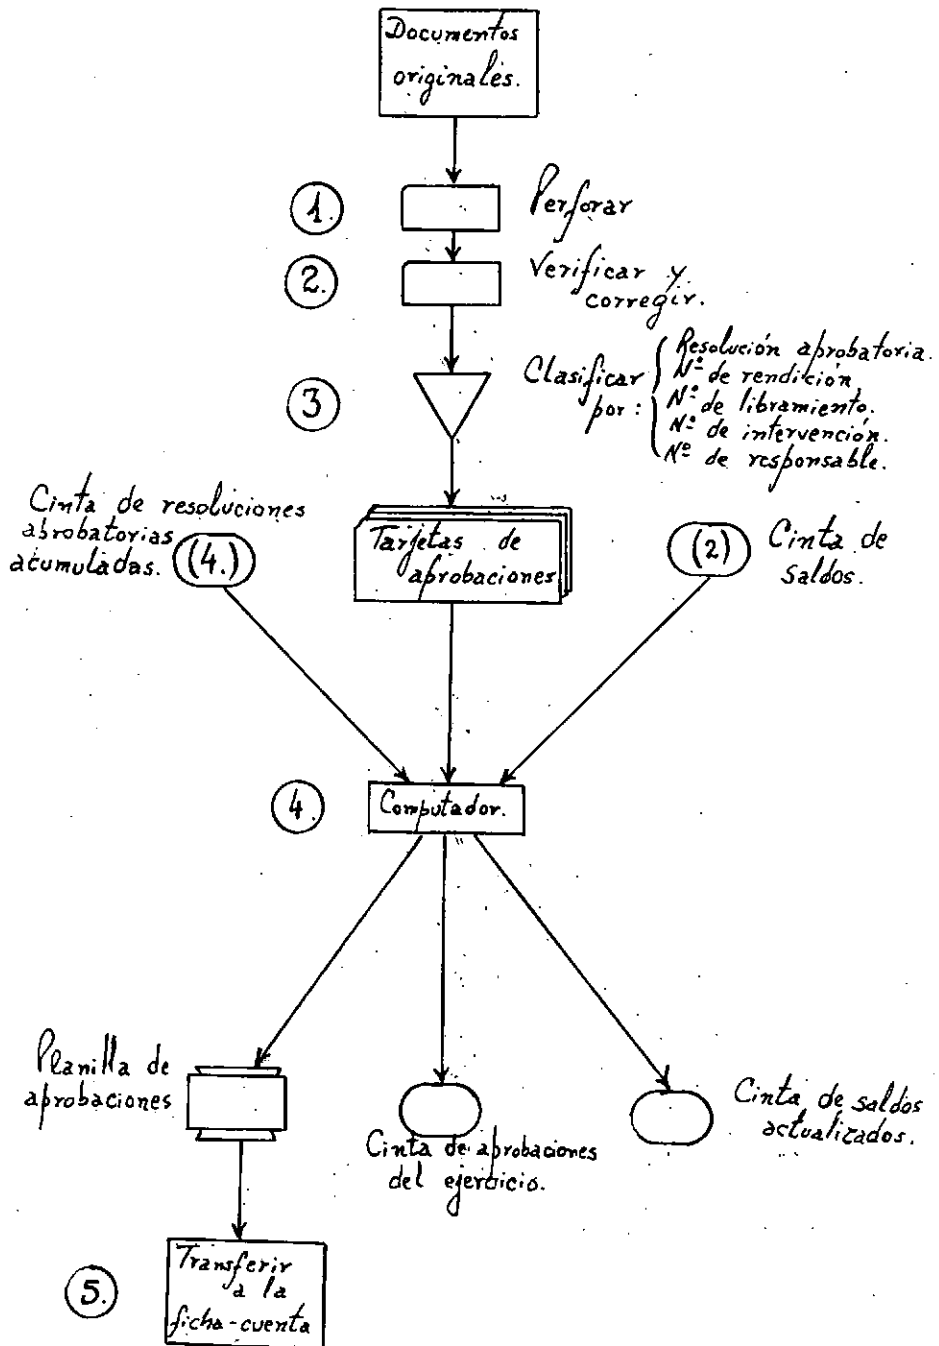 Documentos
originales.
1.
Perforar
2.
Verificar y
corregir.
3
Clasificar
por:
Resolución aprobatoria.
Nº de rendición,
Nº de libramiento.
Nº de intervención.
Nº de responsable.
Cinta de resoluciones
aprobatorias
acumuladas.
(4.)
Tarjetas de
aprobaciones
(2)
Cinta de
saldos.
4.
Computador.
Planilla de
aprobaciones
Cinta de aprobaciones
del ejercicio.
Cinta de saldos
actualizados.
5.
Transferir
a la
ficha-cuenta